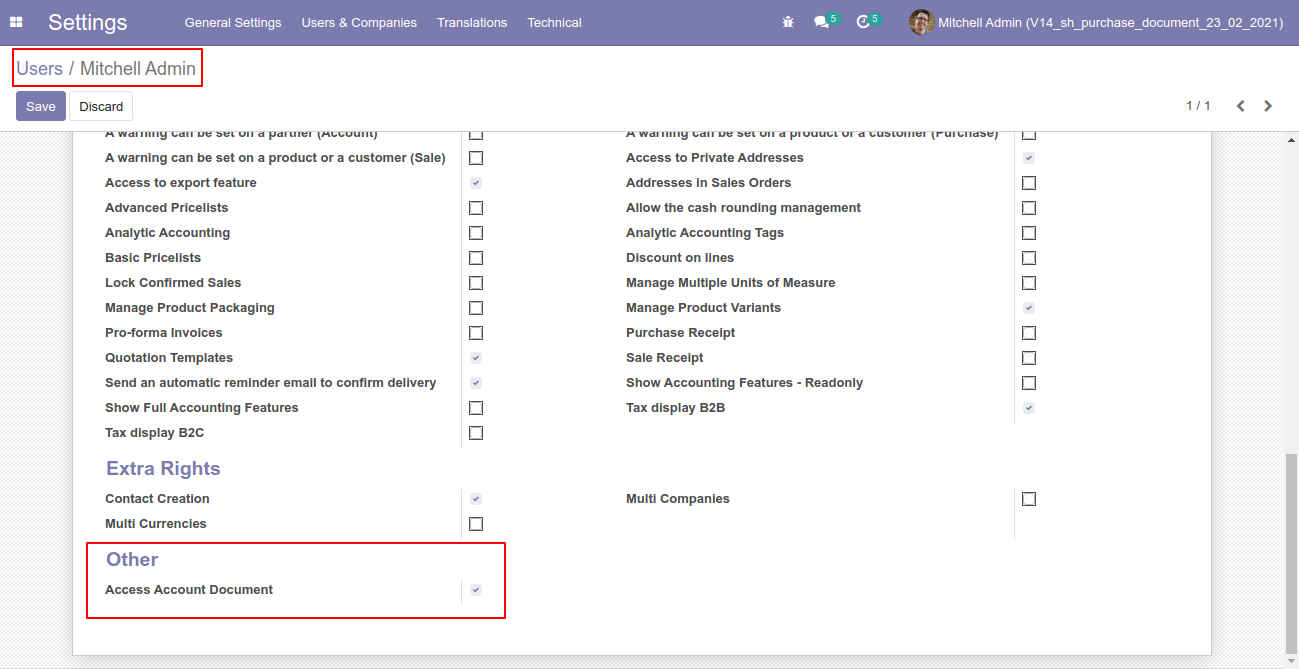 Settings General Settings Users & Companies Translations Technical 5 5 Mitchell Admin (V14_sh_purchase_document_23_02_2021)
Users / Mitchell Admin
Save Discard 1 / 1
A warning can be set on a partner (Account) A warning can be set on a product or a customer (Purchase)
A warning can be set on a product or a customer (Sale) Access to Private Addresses
Access to export feature Addresses in Sales Orders
Advanced Pricelists Allow the cash rounding management
Analytic Accounting Analytic Accounting Tags
Basic Pricelists Discount on lines
Lock Confirmed Sales Manage Multiple Units of Measure
Manage Product Packaging Manage Product Variants
Pro-forma Invoices Purchase Receipt
Quotation Templates Sale Receipt
Send an automatic reminder email to confirm delivery Show Accounting Features - Readonly
Show Full Accounting Features Tax display B2B
Tax display B2C
Extra Rights
Contact Creation Multi Companies
Multi Currencies
Other
Access Account Document